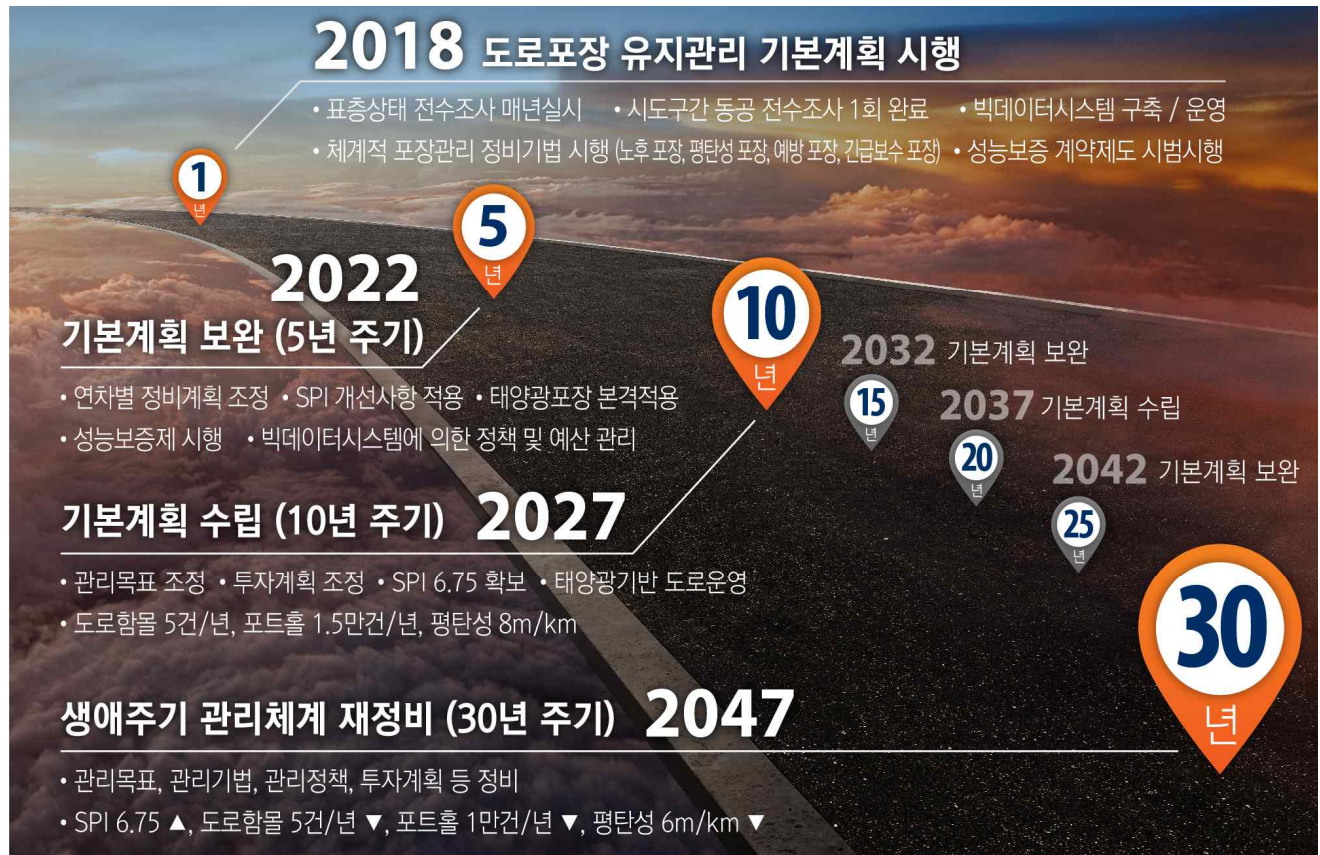 2018 도로포장 유지관리 기본계획 시행
• 표층상태 전수조사 매년실시 • 시도구간 동공 전수조사 1회 완료 • 빅데이터시스템 구축 / 운영
• 체계적 포장관리 정비기법 시행 (노후 포장, 평탄성 포장, 예방 포장, 긴급보수 포장) • 성능보증 계약제도 시범시행
1
년
5
년
2022
기본계획 보완 (5년 주기)
• 연차별 정비계획 조정 • SPI 개선사항 적용 • 태양광포장 본격적용
• 성능보증제 시행 • 빅데이터시스템에 의한 정책 및 예산 관리
10
년
2032 기본계획 보완
15
년
2037 기본계획 수립
20
년
2042 기본계획 보완
25
년
기본계획 수립 (10년 주기) 2027
• 관리목표 조정 • 투자계획 조정 • SPI 6.75 확보 • 태양광기반 도로운영
• 도로함몰 5건/년, 포트홀 1.5만건/년, 평탄성 8m/km
30
년
생애주기 관리체계 재정비 (30년 주기) 2047
• 관리목표, 관리기법, 관리정책, 투자계획 등 정비
• SPI 6.75 ▲, 도로함몰 5건/년 ▼, 포트홀 1만건/년 ▼, 평탄성 6m/km ▼